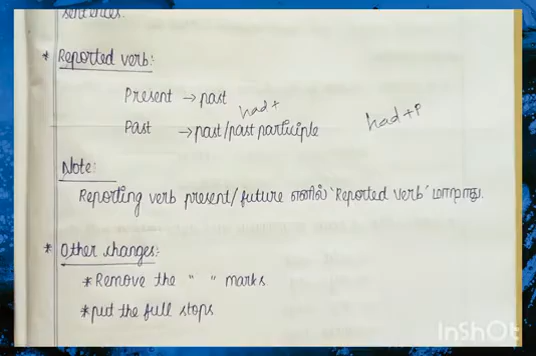 sentences.
* Reported verb:
Present → past
had +
Past → past/past participle
had + P
Note:
Reporting verb present/future எனில் 'Reported verb' மாறாது.
* Other changes:
* Remove the " " marks
* put the full stops
InShOt